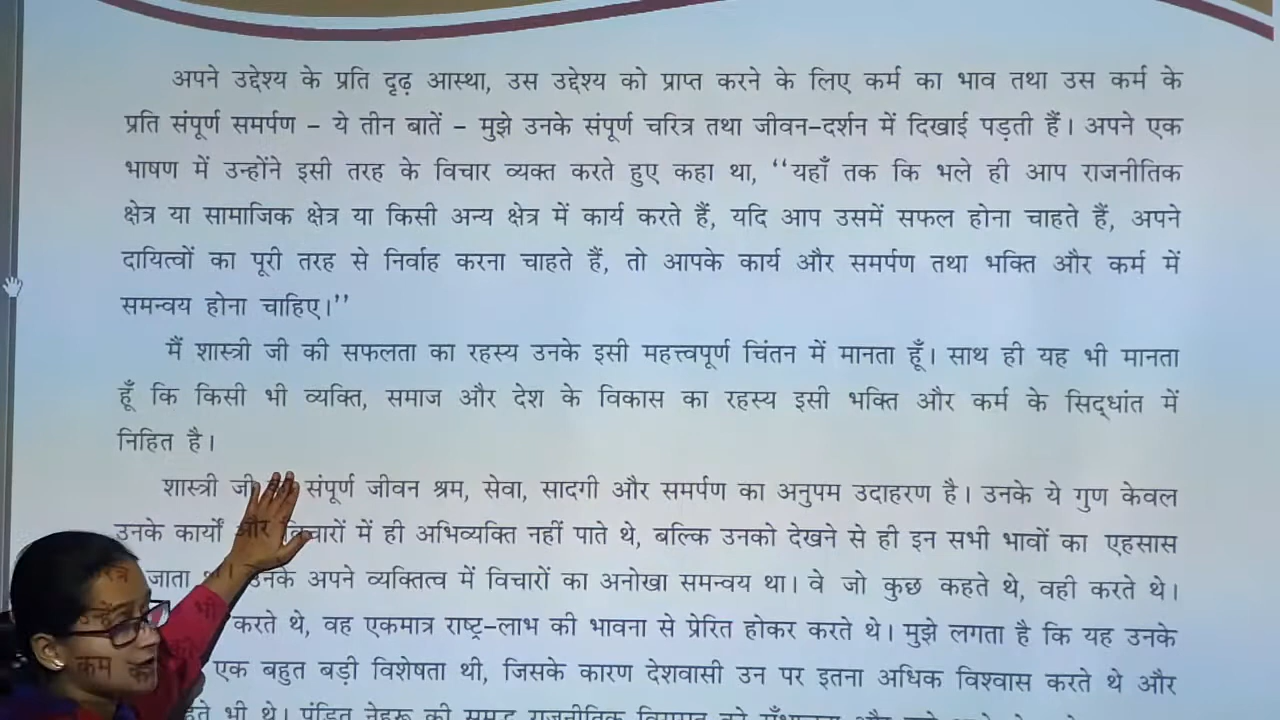 अपने उद्देश्य के प्रति दृढ़ आस्था, उस उद्देश्य को प्राप्त करने के लिए कर्म का भाव तथा उस कर्म के
प्रति संपूर्ण समर्पण – ये तीन बातें – मुझे उनके संपूर्ण चरित्र तथा जीवन-दर्शन में दिखाई पड़ती हैं। अपने एक
भाषण में उन्होंने इसी तरह के विचार व्यक्त करते हुए कहा था, ‘‘यहाँ तक कि भले ही आप राजनीतिक
क्षेत्र या सामाजिक क्षेत्र या किसी अन्य क्षेत्र में कार्य करते हैं, यदि आप उसमें सफल होना चाहते हैं, अपने
दायित्वों का पूरी तरह से निर्वाह करना चाहते हैं, तो आपके कार्य और समर्पण तथा भक्ति और कर्म में
समन्वय होना चाहिए।’’
मैं शास्त्री जी की सफलता का रहस्य उनके इसी महत्त्वपूर्ण चिंतन में मानता हूँ। साथ ही यह भी मानता
हूँ कि किसी भी व्यक्ति, समाज और देश के विकास का रहस्य इसी भक्ति और कर्म के सिद्धांत में
निहित है।
शास्त्री जी का संपूर्ण जीवन श्रम, सेवा, सादगी और समर्पण का अनुपम उदाहरण है। उनके ये गुण केवल
उनके कार्यों और विचारों में ही अभिव्यक्ति नहीं पाते थे, बल्कि उनको देखने से ही इन सभी भावों का एहसास
जाता उनके अपने व्यक्तित्व में विचारों का अनोखा समन्वय था। वे जो कुछ कहते थे, वही करते थे।
भी करते थे, वह एकमात्र राष्ट्र-लाभ की भावना से प्रेरित होकर करते थे। मुझे लगता है कि यह उनके
कर्म एक बहुत बड़ी विशेषता थी, जिसके कारण देशवासी उन पर इतना अधिक विश्वास करते थे और
भी थे। पंडित नेहरू की समृद्ध राजनीतिक विरासत को